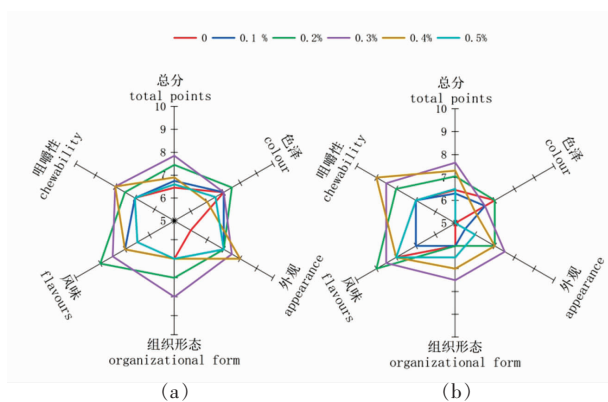 0 0.1 % 0.2% 0.3% 0.4% 0.5%
总分
total points
10
9
8
7
6
5
色泽
colour
外观
appearance
组织形态
organizational form
风味
flavours
咀嚼性
chewability
(a)
总分
total points
10
9
8
7
6
5
色泽
colour
外观
appearance
组织形态
organizational form
风味
flavours
咀嚼性
chewability
(b)